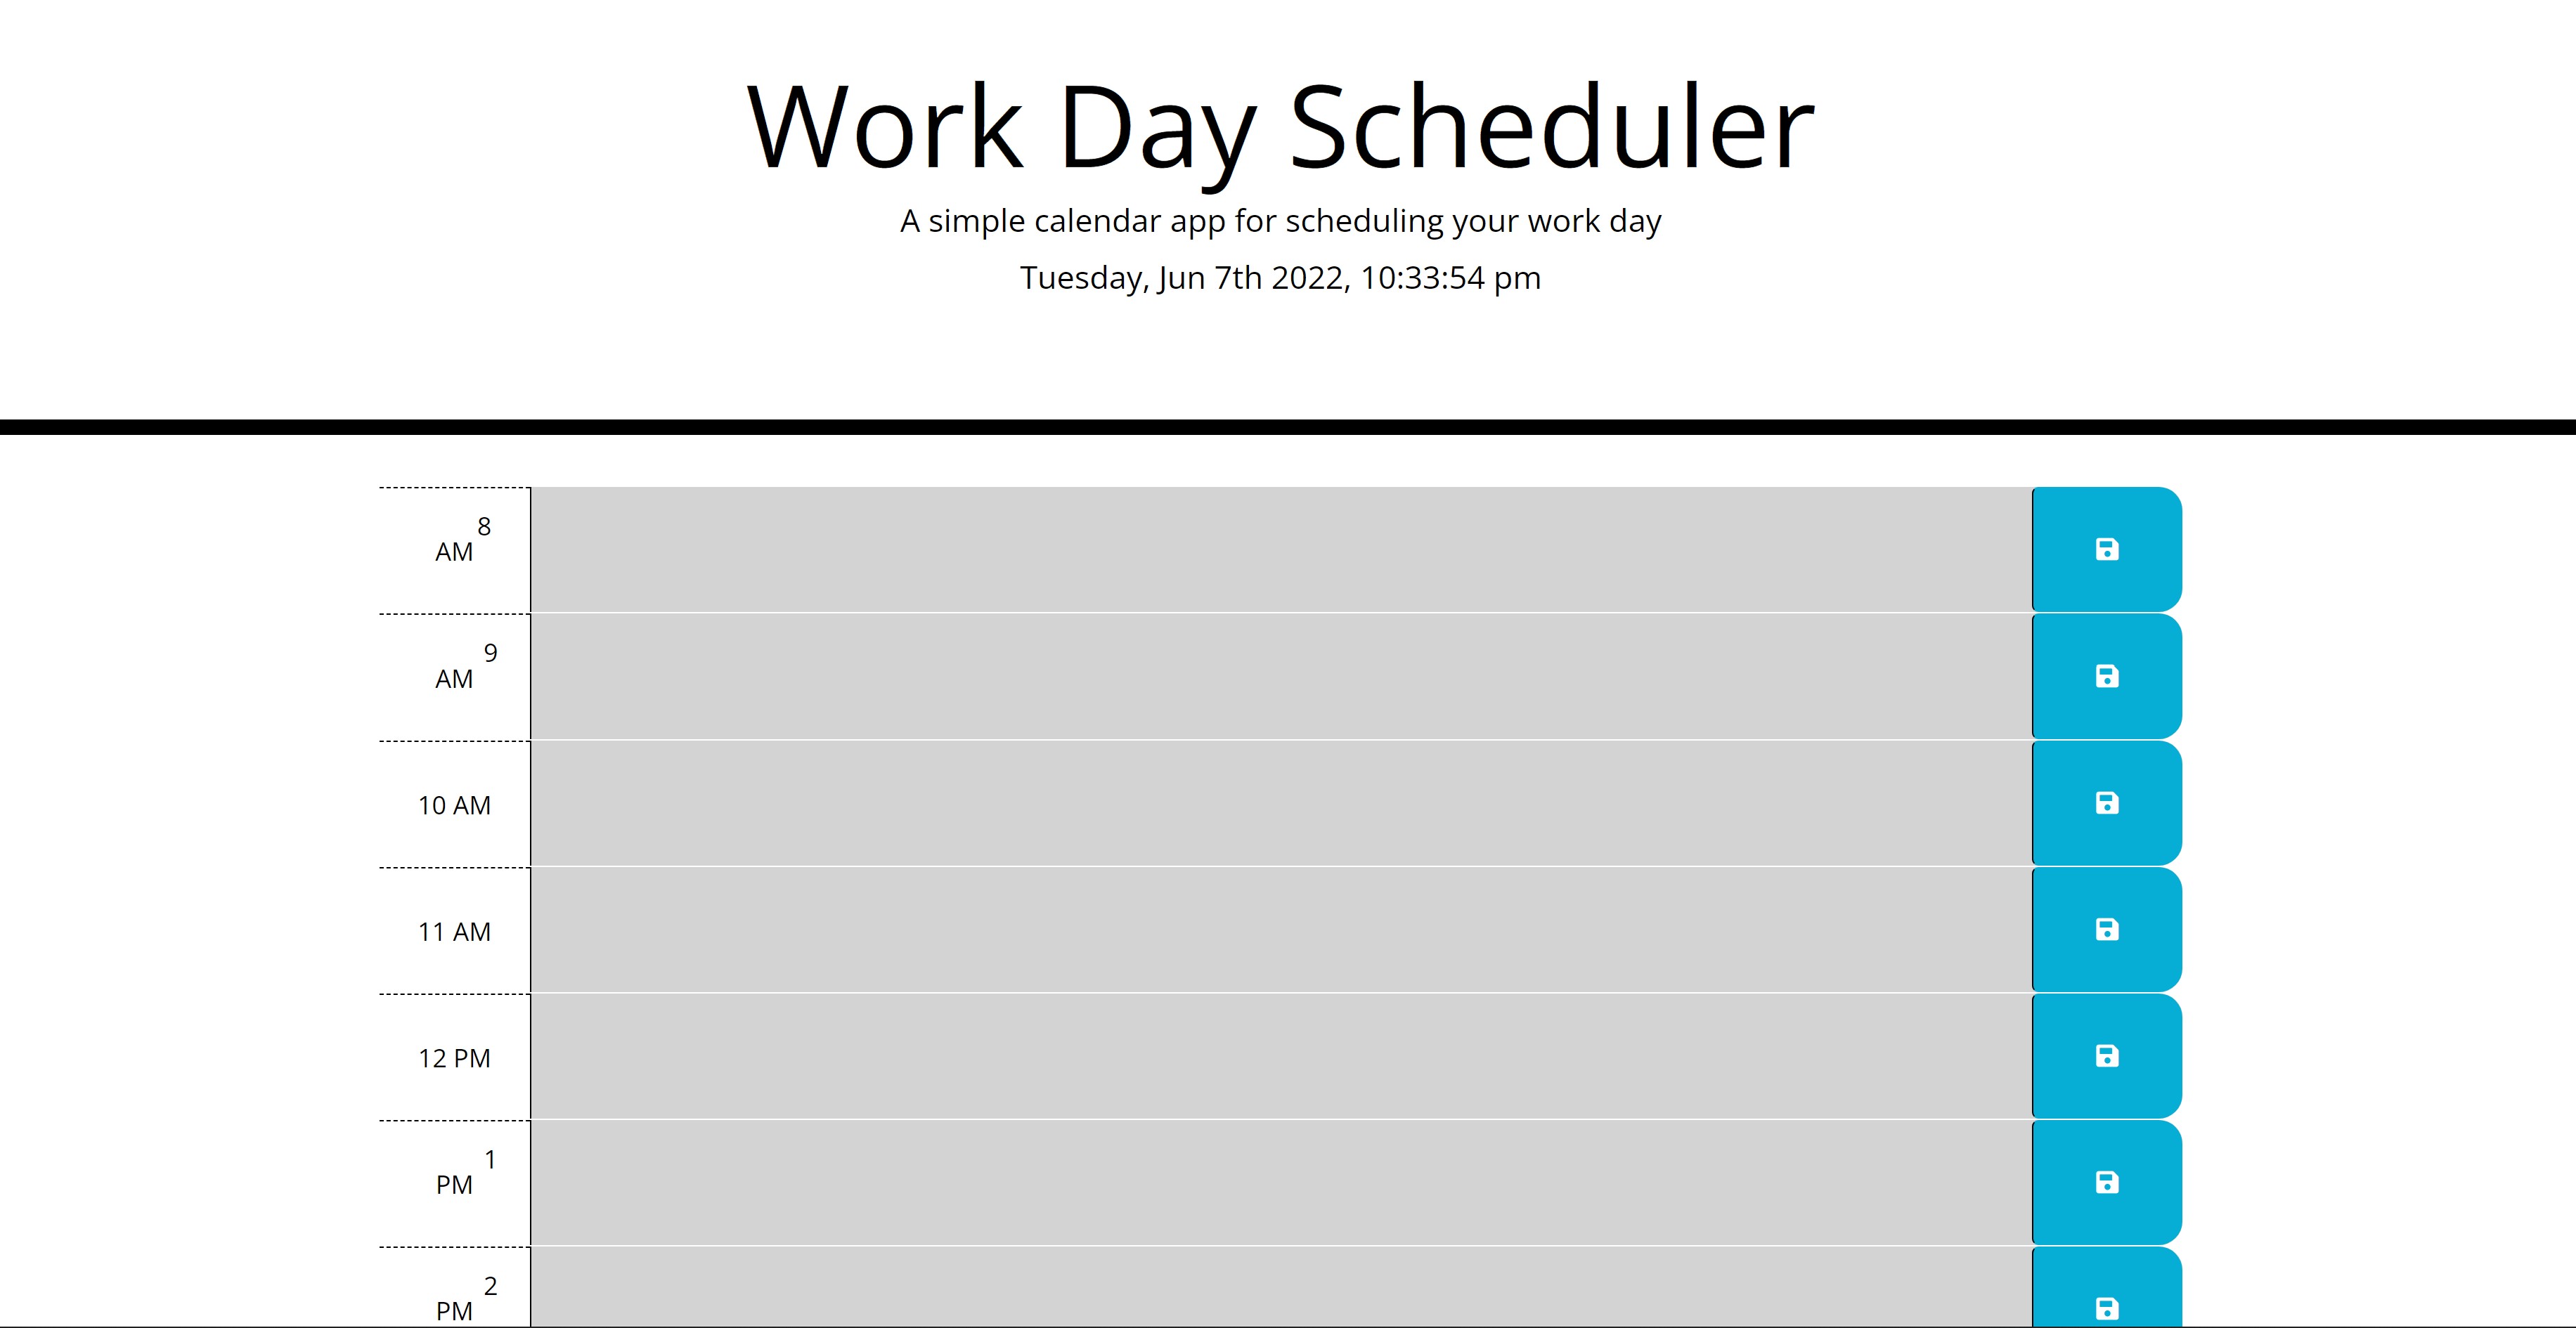 Work Day Scheduler
A simple calendar app for scheduling your work day
Tuesday, Jun 7th 2022, 10:33:54 pm
8
AM
9
AM
10 AM
11 AM
12 PM
1
PM
2
PM